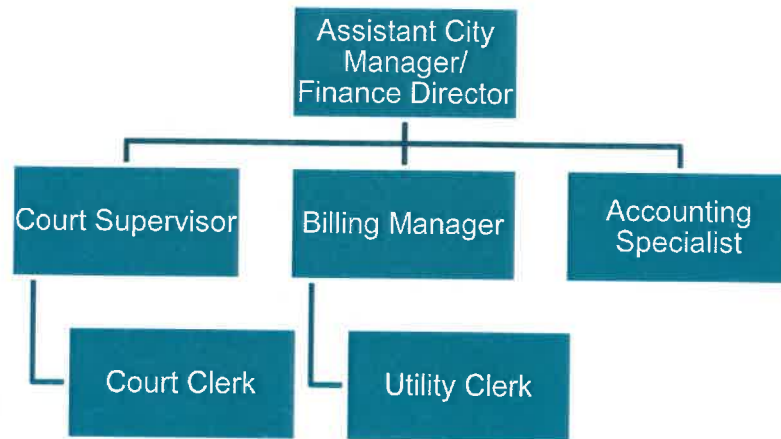 Assistant City
Manager/
Finance Director
Court Supervisor
Billing Manager
Accounting
Specialist
Court Clerk
Utility Clerk